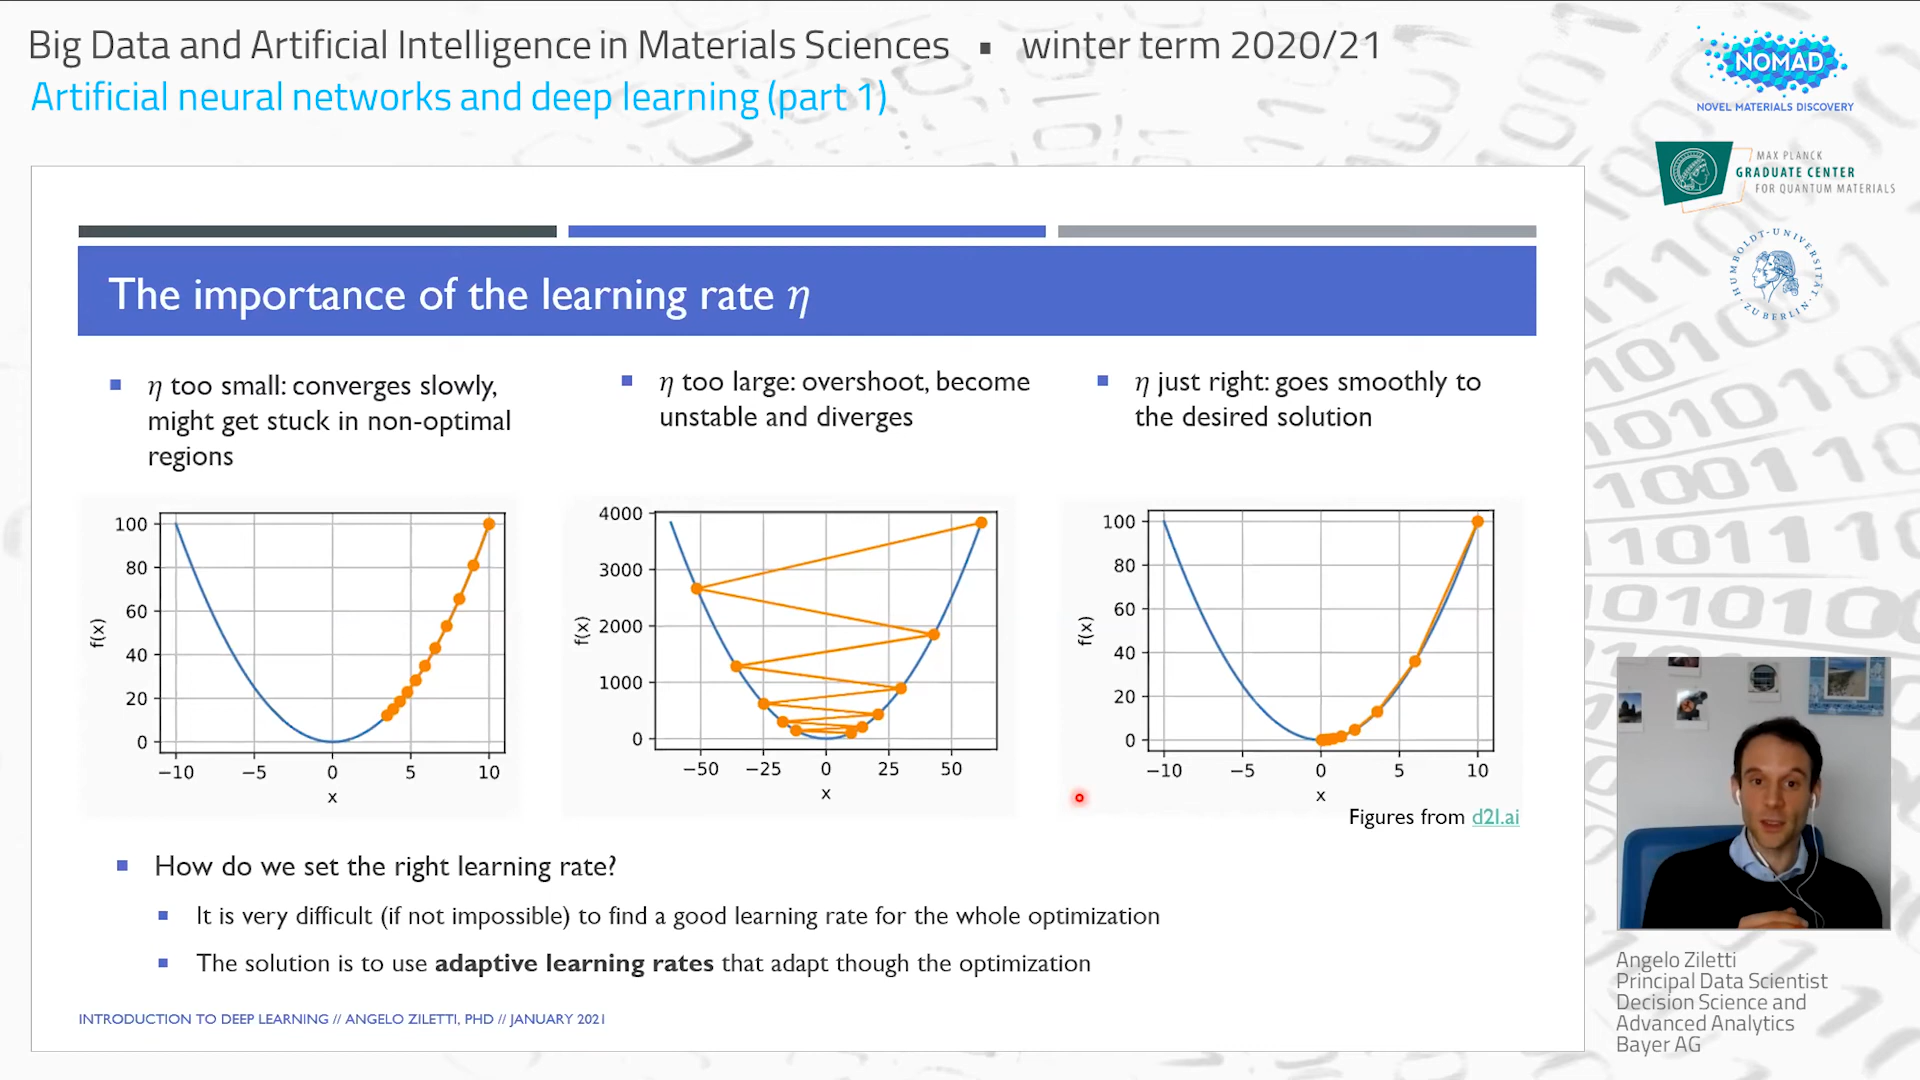 Big Data and Artificial Intelligence in Materials Sciences ▪ winter term 2020/21
Artificial neural networks and deep learning (part 1)
NOMAD
NOVEL MATERIALS DISCOVERY
MAX PLANCK
GRADUATE CENTER
FOR QUANTUM MATERIALS
HUMBOLDT-UNIVERSITÄT
ZU BERLIN
The importance of the learning rate η
η too small: converges slowly,
might get stuck in non-optimal
regions
η too large: overshoot, become
unstable and diverges
η just right: goes smoothly to
the desired solution
100
80
60
40
20
0
f(x)
−10 −5 0 5 10
x
4000
3000
2000
1000
0
f(x)
−50 −25 0 25 50
x
100
80
60
40
20
0
f(x)
−10 −5 0 5 10
x
Figures from d2l.ai
How do we set the right learning rate?
It is very difficult (if not impossible) to find a good learning rate for the whole optimization
The solution is to use adaptive learning rates that adapt though the optimization
INTRODUCTION TO DEEP LEARNING // ANGELO ZILETTI, PHD // JANUARY 2021
Angelo Ziletti
Principal Data Scientist
Decision Science and
Advanced Analytics
Bayer AG